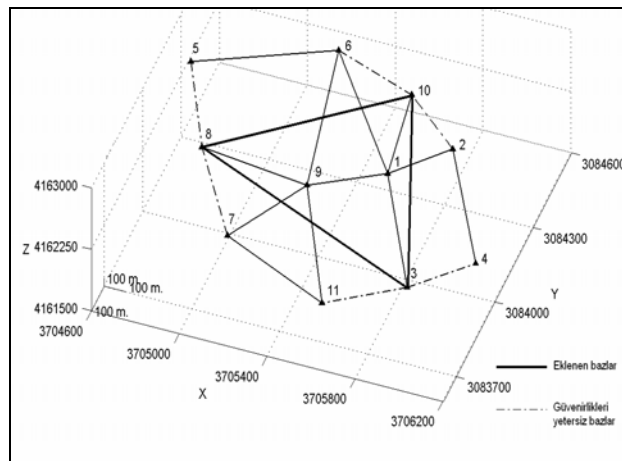 5
6
10
8
2
9
1
7
3
4
11
3084600
3084300
3084000
3083700
Y
4163000
4162250
4161500
Z
100 m.
100 m.
100 m.
3704600
3705000
3705400
3705800
3706200
X
Eklenen bazlar
Güvenirlikleri
yetersiz bazlar